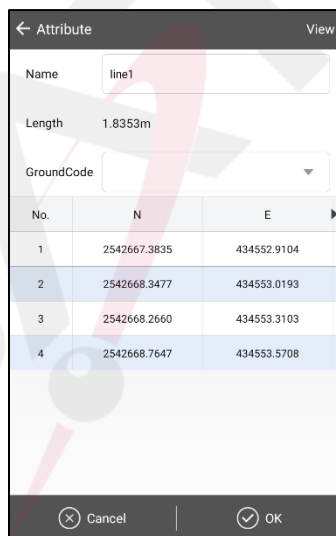 Attribute View
Name line1
Length 1.8353m
GroundCode
No. N E
1 2542667.3835 434552.9104
2 2542668.3477 434553.0193
3 2542668.2660 434553.3103
4 2542668.7647 434553.5708
Cancel OK